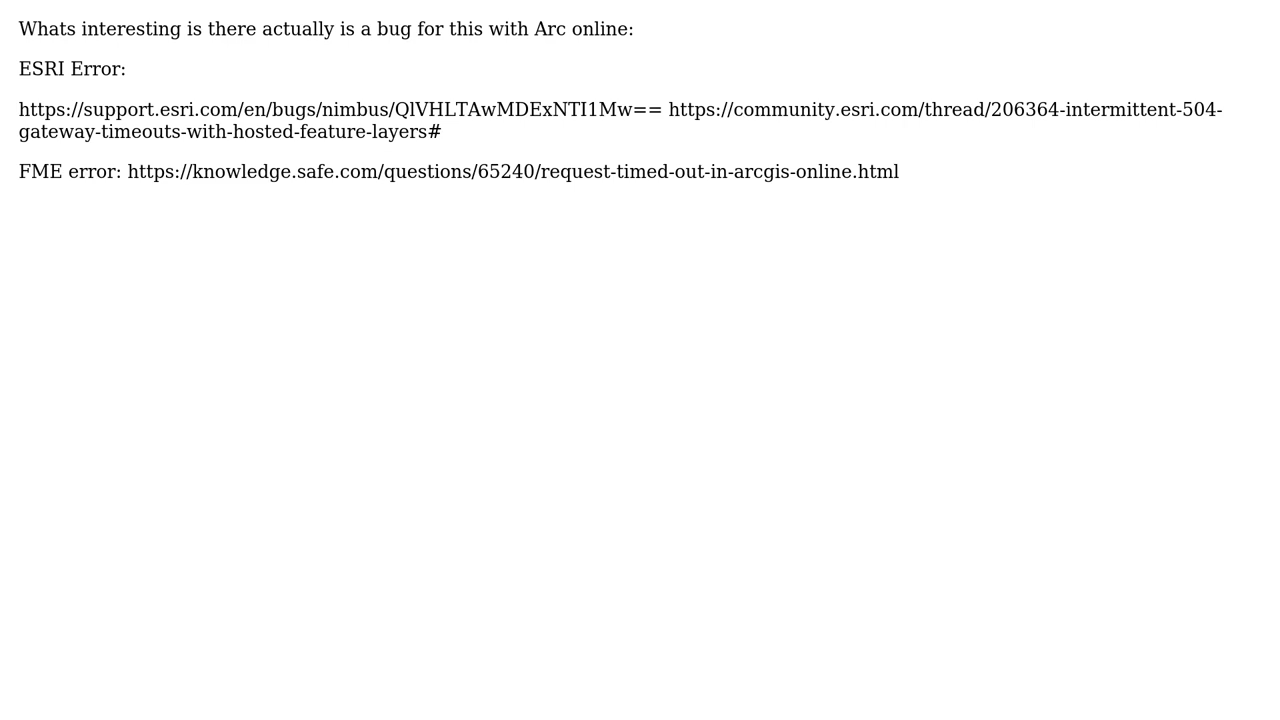 Whats interesting is there actually is a bug for this with Arc online:
ESRI Error:
https://support.esri.com/en/bugs/nimbus/QlVHLTAwMDExNTI1Mw== https://community.esri.com/thread/206364-intermittent-504-
gateway-timeouts-with-hosted-feature-layers#
FME error: https://knowledge.safe.com/questions/65240/request-timed-out-in-arcgis-online.html